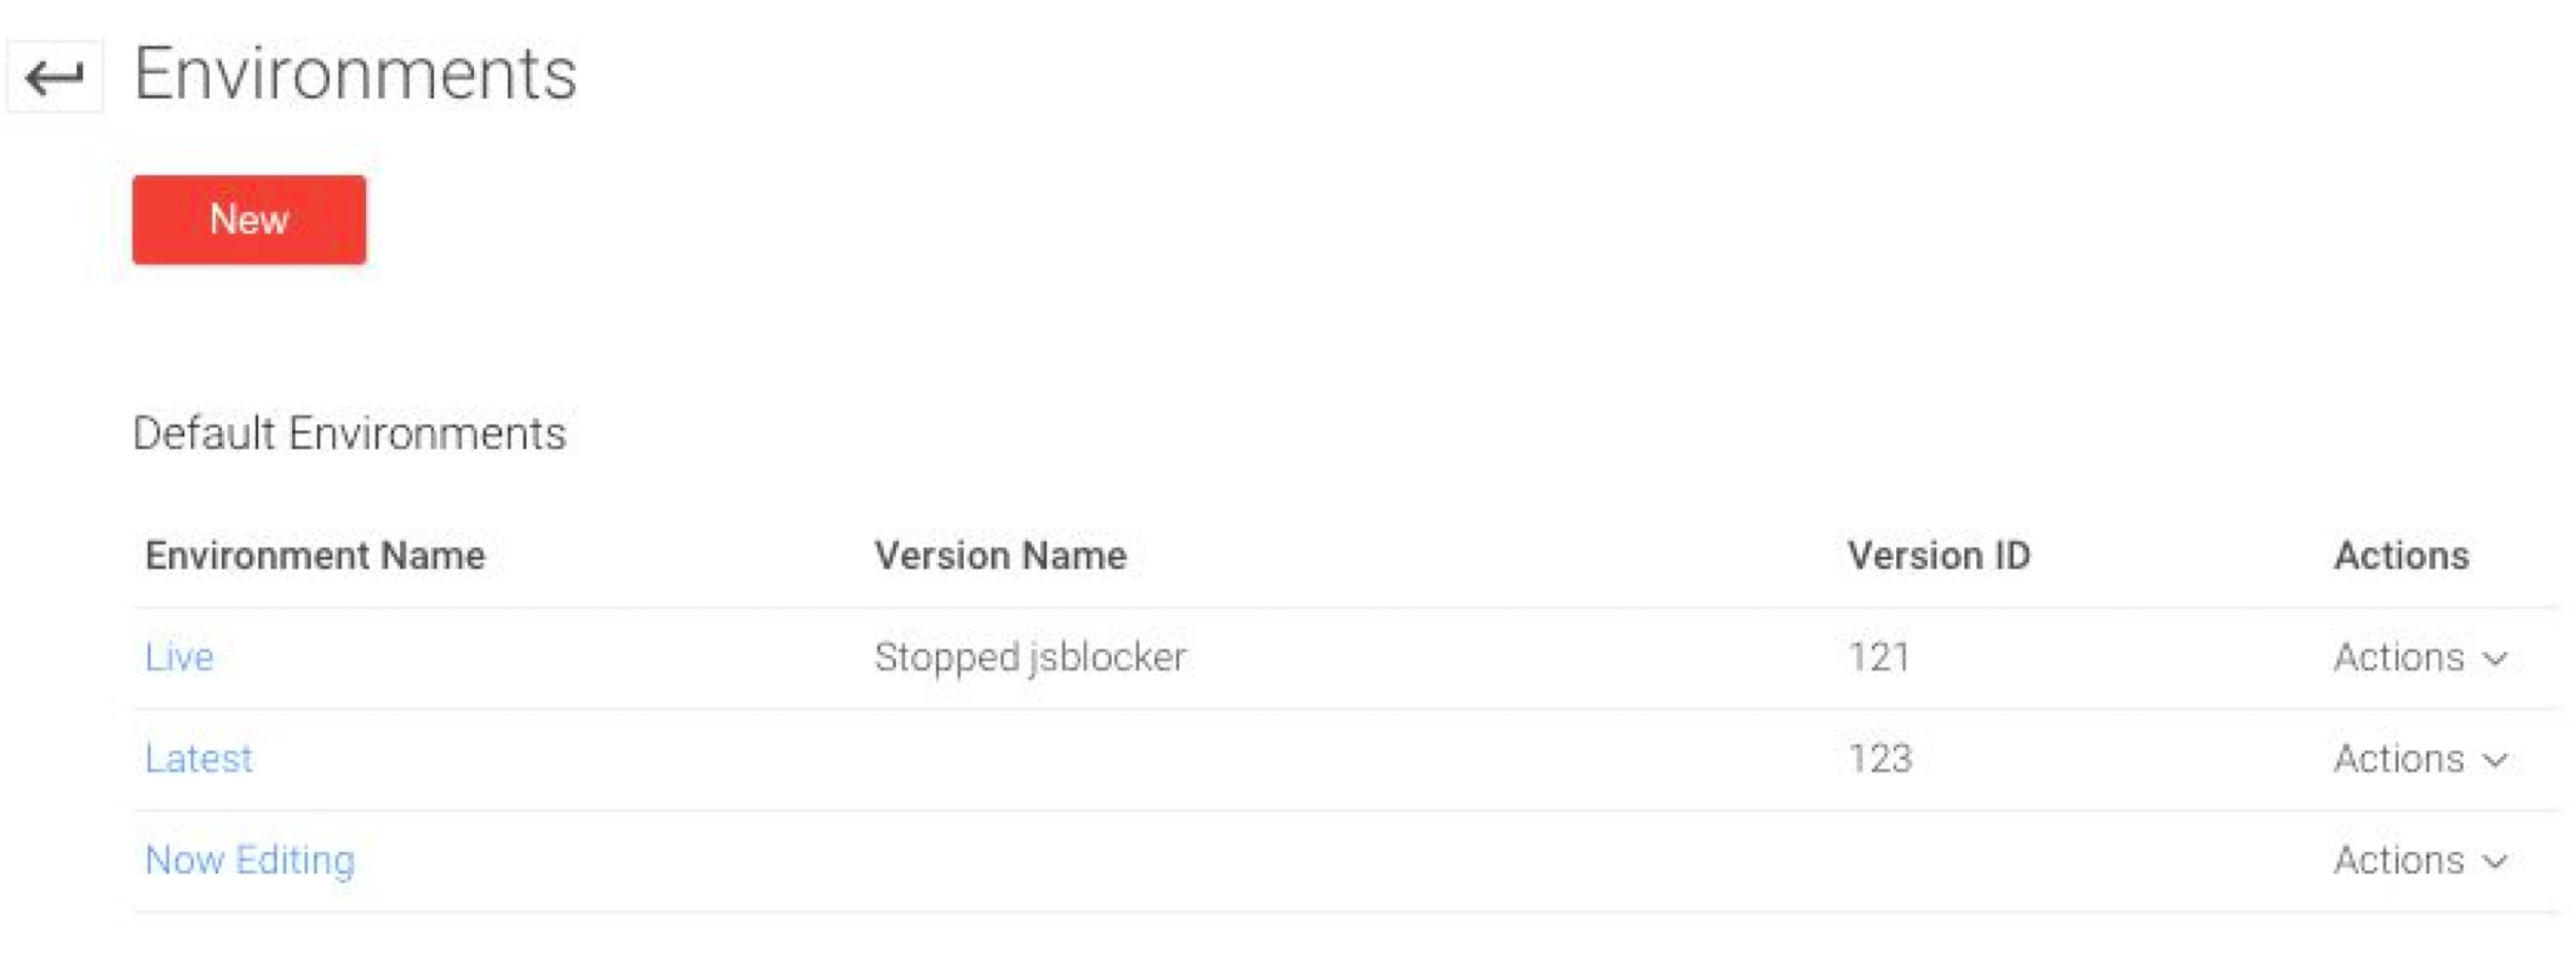 Environments
New
Default Environments
Environment Name Version Name Version ID Actions
Live Stopped jsblocker 121 Actions
Latest 123 Actions
Now Editing Actions